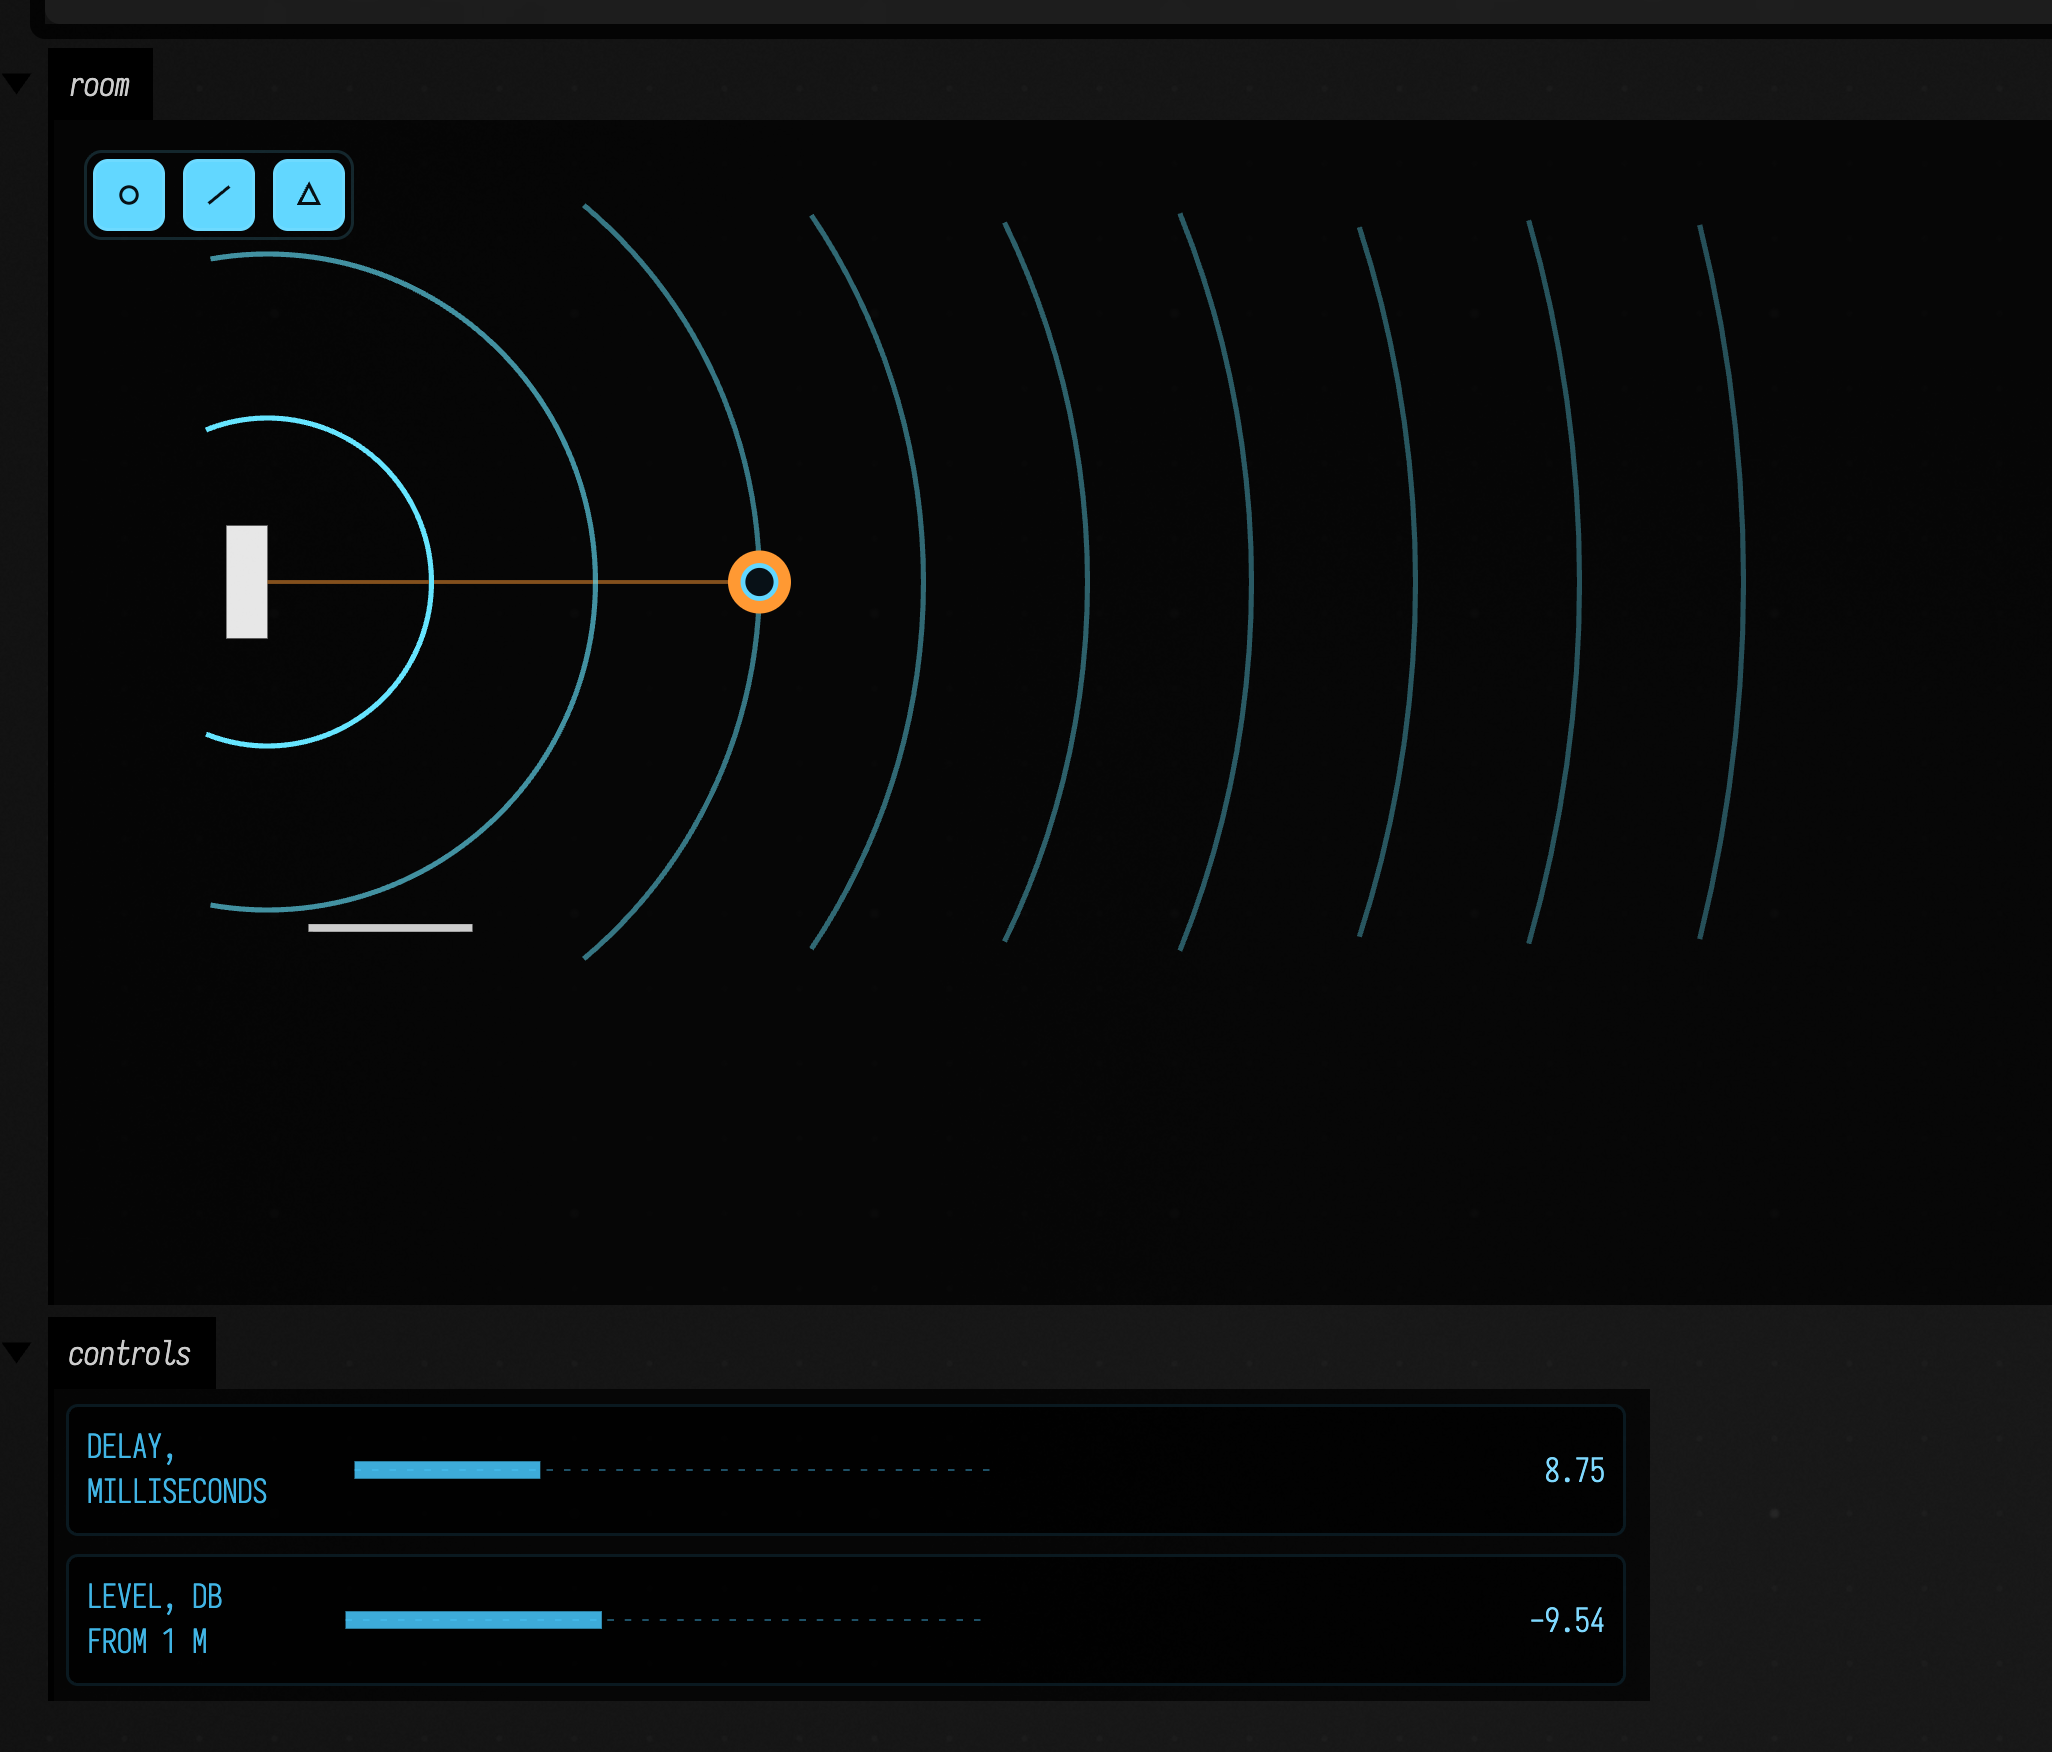 room
controls
DELAY,
MILLISECONDS
8.75
LEVEL, DB
FROM 1 M
-9.54